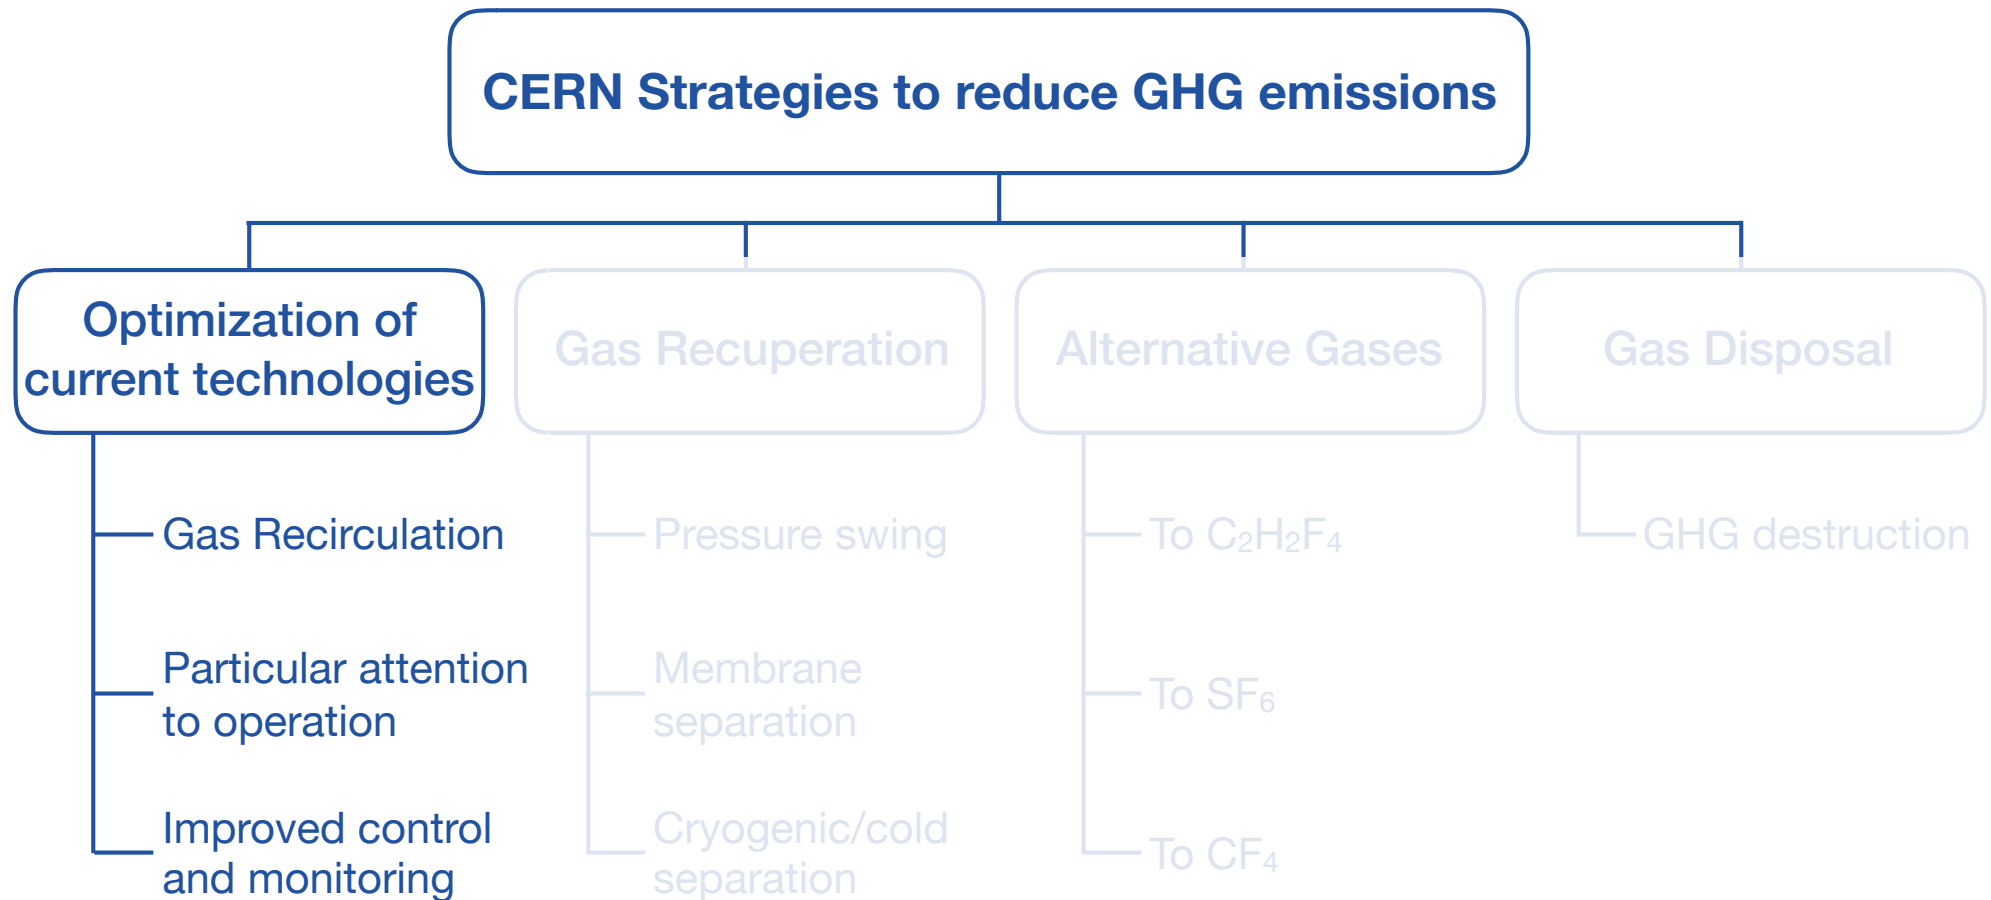 CERN Strategies to reduce GHG emissions
Optimization of
current technologies
Gas Recirculation
Particular attention
to operation
Improved control
and monitoring
Gas Recuperation
Pressure swing
Membrane
separation
Cryogenic/cold
separation
Alternative Gases
To C₂H₂F₄
To SF₆
To CF₄
Gas Disposal
GHG destruction